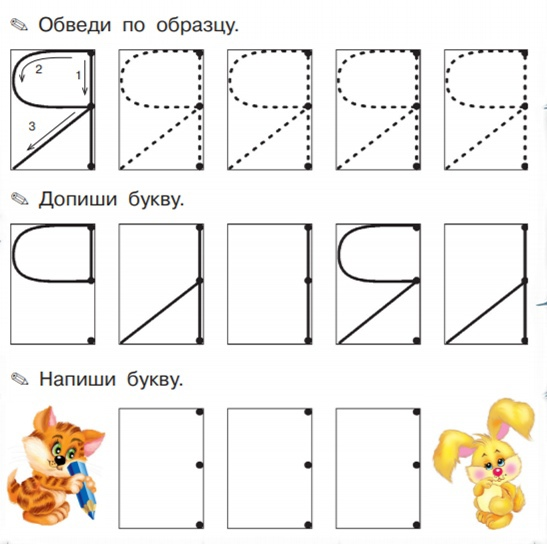 Обведи по образцу.
2 1
3
Допиши букву.
Напиши букву.